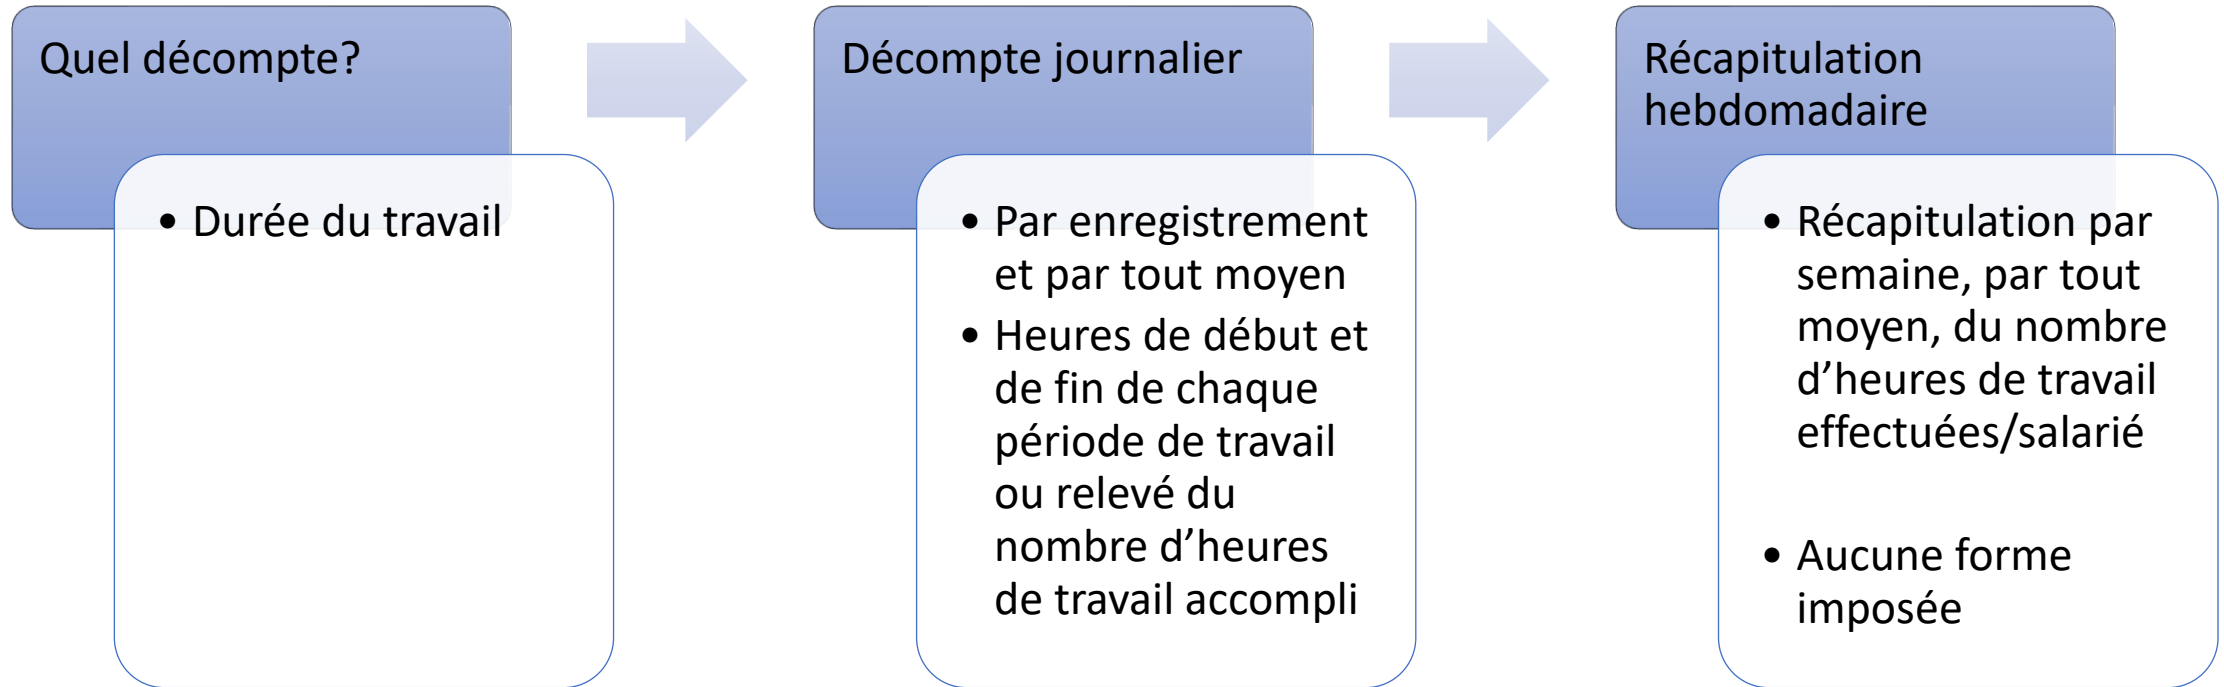 Quel décompte?
• Durée du travail
Décompte journalier
• Par enregistrement
et par tout moyen
• Heures de début et
de fin de chaque
période de travail
ou relevé du
nombre d’heures
de travail accompli
Récapitulation
hebdomadaire
• Récapitulation par
semaine, par tout
moyen, du nombre
d’heures de travail
effectuées/salarié
• Aucune forme
imposée